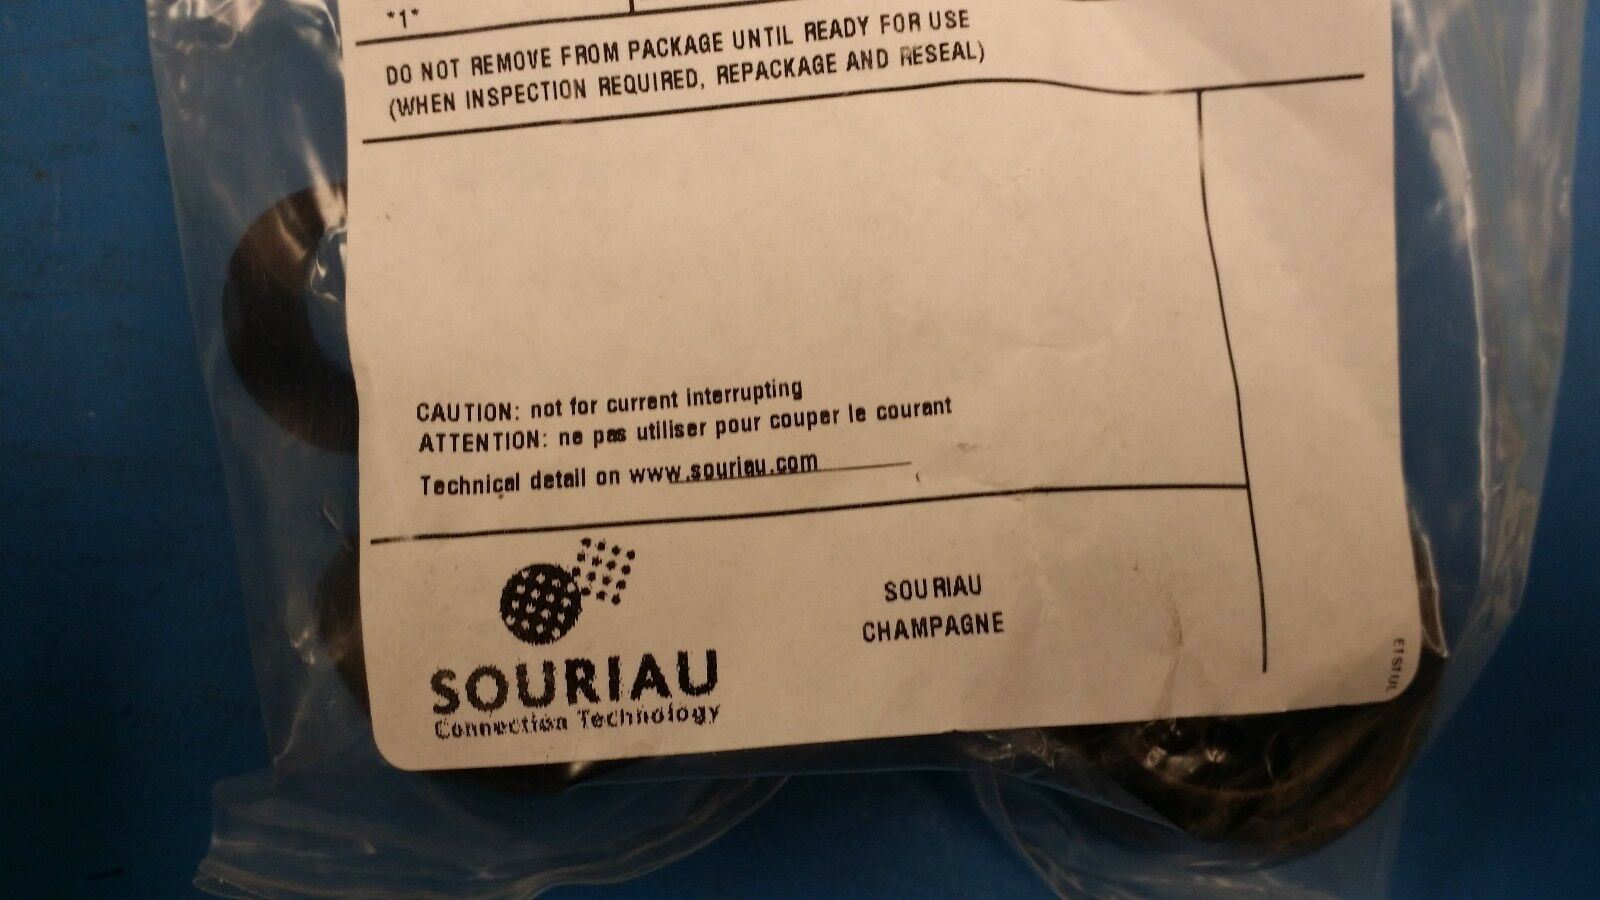 *1*
DO NOT REMOVE FROM PACKAGE UNTIL READY FOR USE
(WHEN INSPECTION REQUIRED, REPACKAGE AND RESEAL)
CAUTION: not for current interrupting
ATTENTION: ne pas utiliser pour couper le courant
Technical detail on www.souriau.com
SOURIAU
Connection Technology
SOURIAU
CHAMPAGNE